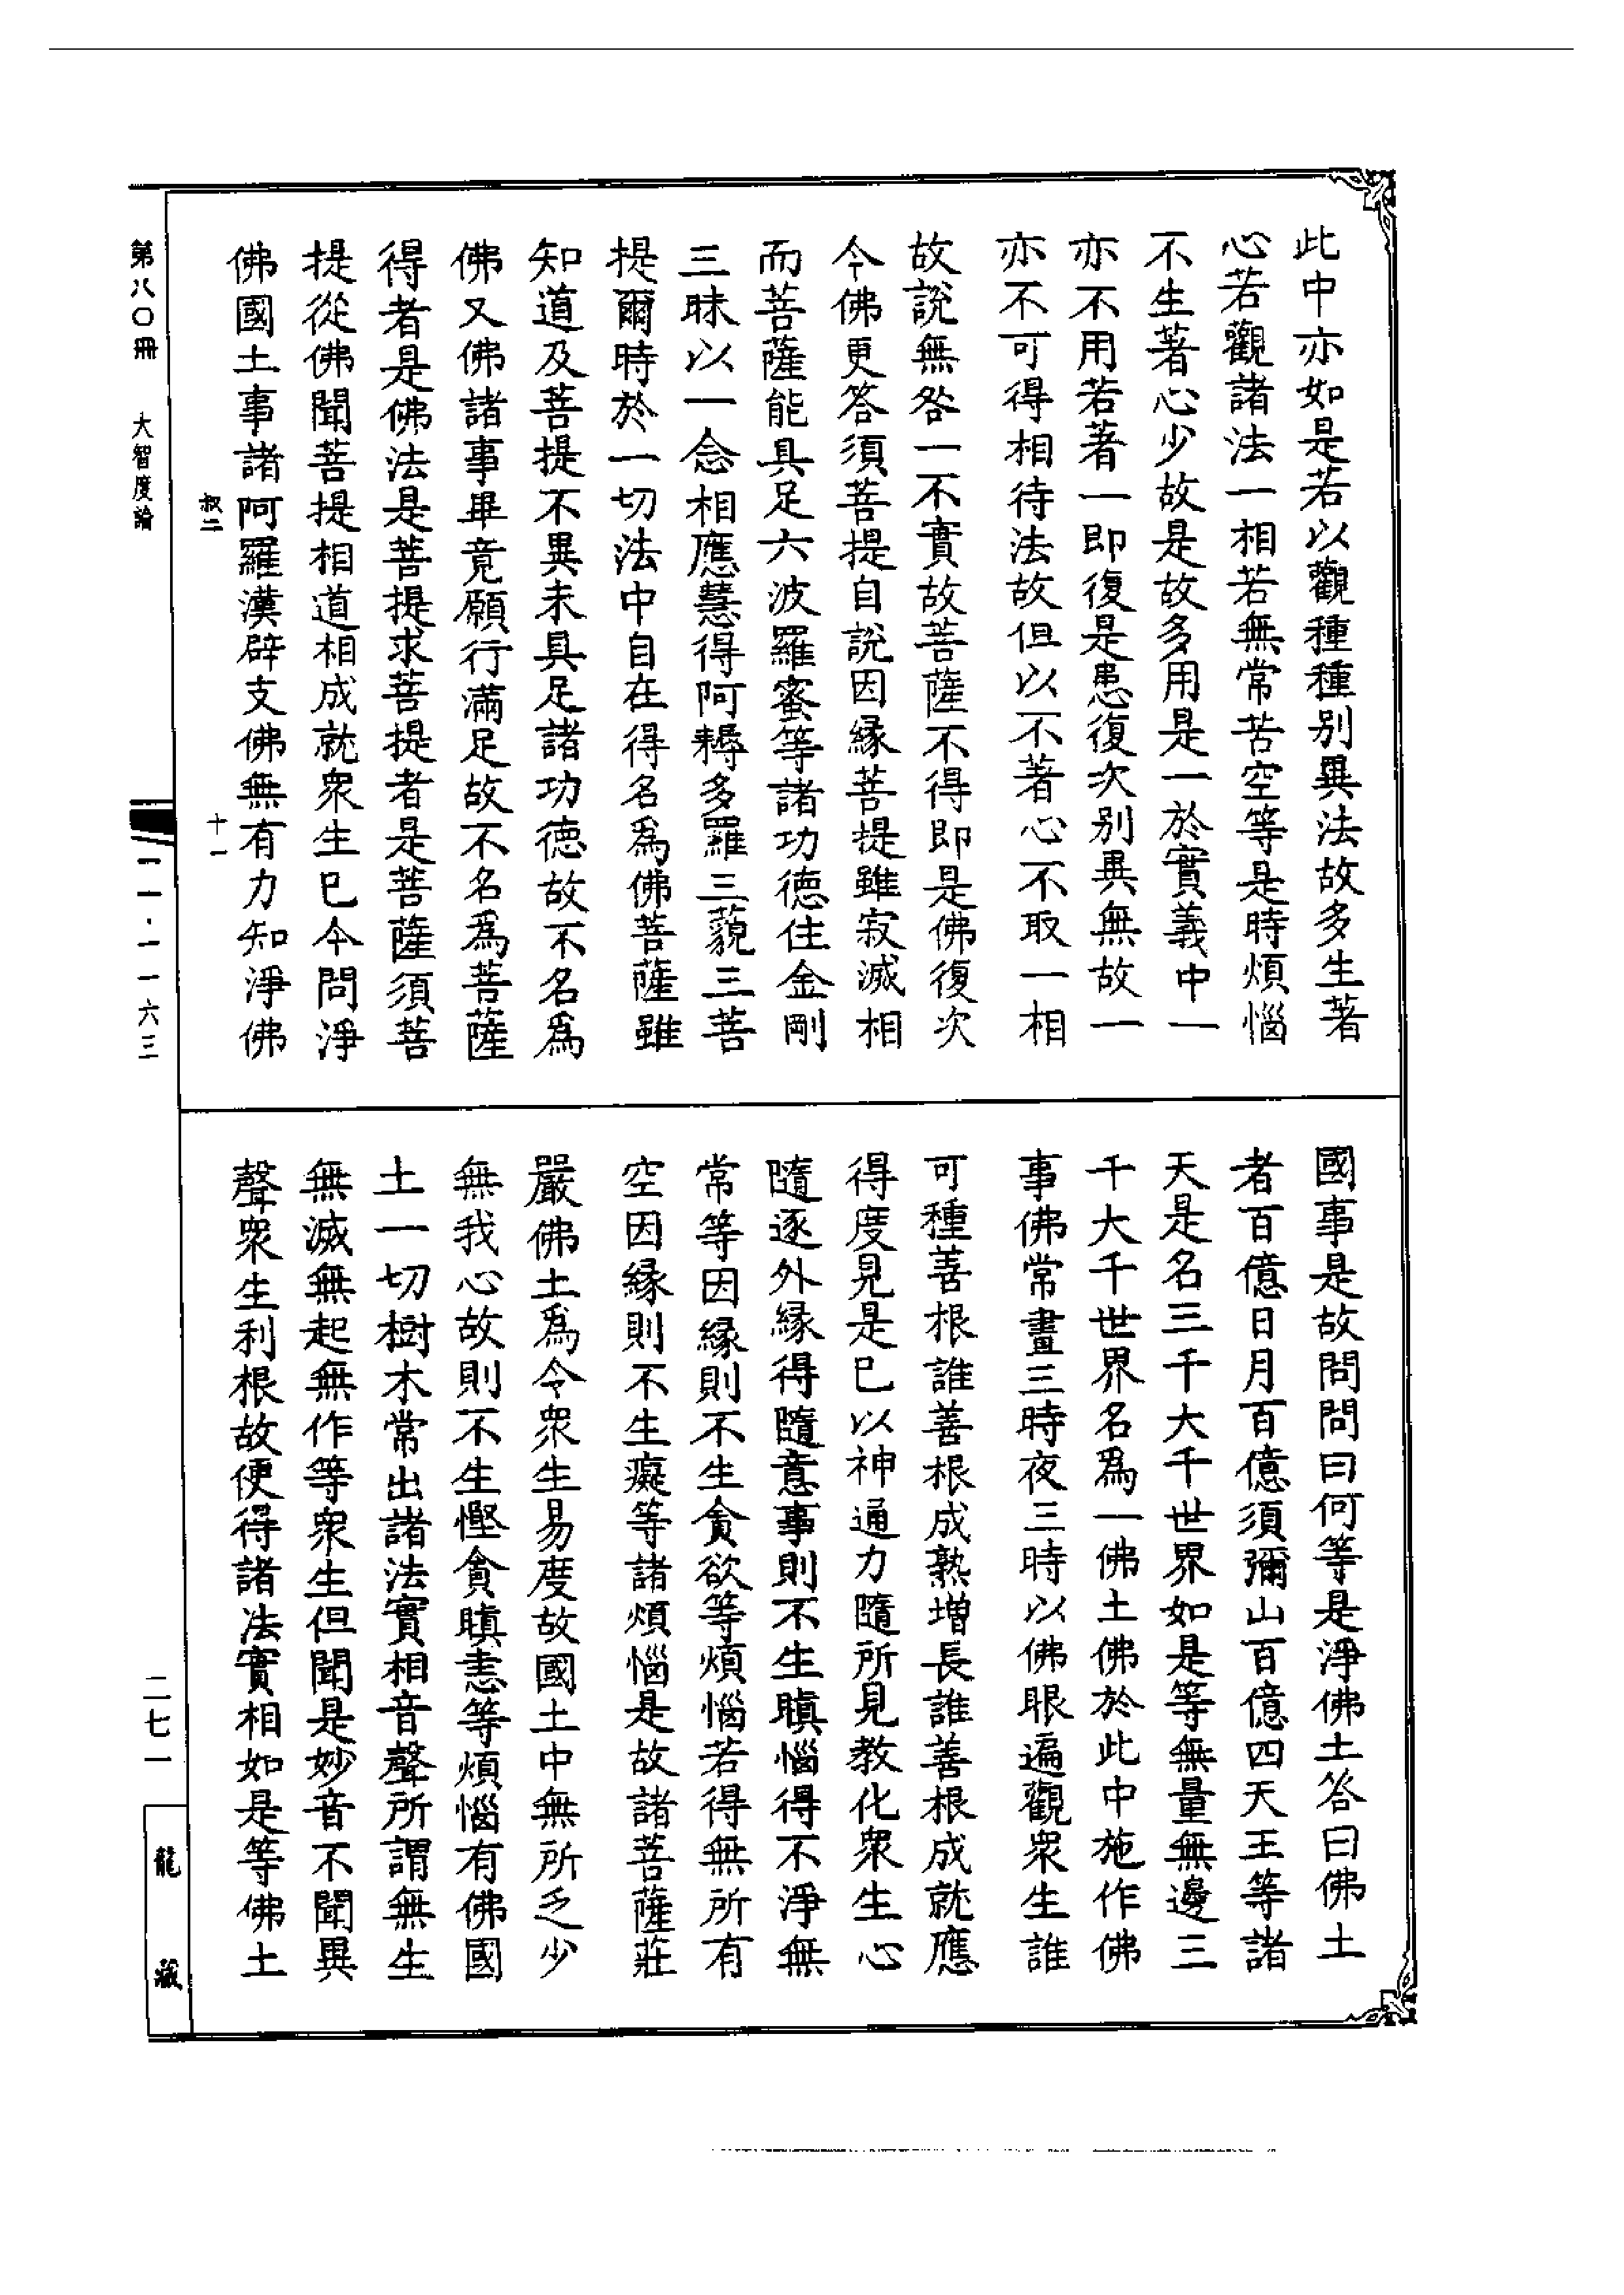 此中亦如是若以觀種種別異法故多生著
心若觀諸法一相若無常苦空等是時煩惱
不生著心少故是故多用是一於實義中一
亦不用若著一即復是患復次別異無故一
亦不可得相待法故但以不著心不取一相
故說無咎一不實故菩薩不得即是佛復次
今佛更答須菩提自說因緣菩提雖寂滅相
而菩薩能具足六波羅蜜等諸功德住金剛
三昧以一念相應慧得阿耨多羅三藐三菩
提爾時於一切法中自在得名爲佛菩薩雖
知道及菩提不異未具足諸功德故不名爲
佛又佛諸事畢竟願行滿足故不名爲菩薩
得者是佛法是菩提求菩提者是菩薩須菩
提從佛聞菩提相道相成就衆生已今問淨
佛國土事諸阿羅漢辟支佛無有力知淨佛
國事是故問問曰何等是淨佛土答曰佛土
者百億日月百億須彌山百億四天王等諸
天是名三千大千世界如是等無量無邊三
千大千世界名爲一佛土佛於此中施作佛
事佛常晝三時夜三時以佛眼遍觀衆生誰
可種善根誰善根成熟增長誰善根成就應
得度見是已以神通力隨所見教化衆生心
隨逐外緣得隨意事則不生瞋惱得不淨無
常等因緣則不生貪欲等煩惱若得無所有
空因緣則不生癡等諸煩惱是故諸菩薩莊
嚴佛土爲令衆生易度故國土中無所乏少
無我心故則不生慳貪瞋恚等煩惱有佛國
土一切樹木常出諸法實相音聲所謂無生
無滅無起無作等衆生但聞是妙音不聞異
聲衆生利根故便得諸法實相如是等佛土
叔二
十一
第八〇冊
大智度論
一一·一一六三
二七一
龍藏